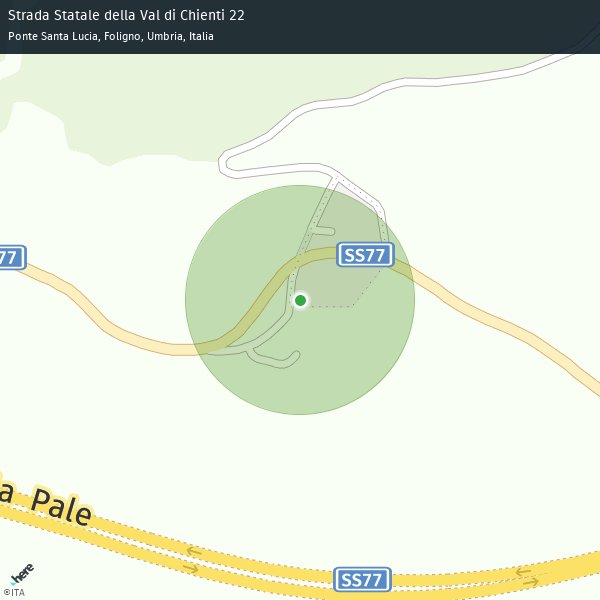 Strada Statale della Val di Chienti 22
Ponte Santa Lucia, Foligno, Umbria, Italia
77
SS77
a Pale
SS77
here
©ITA